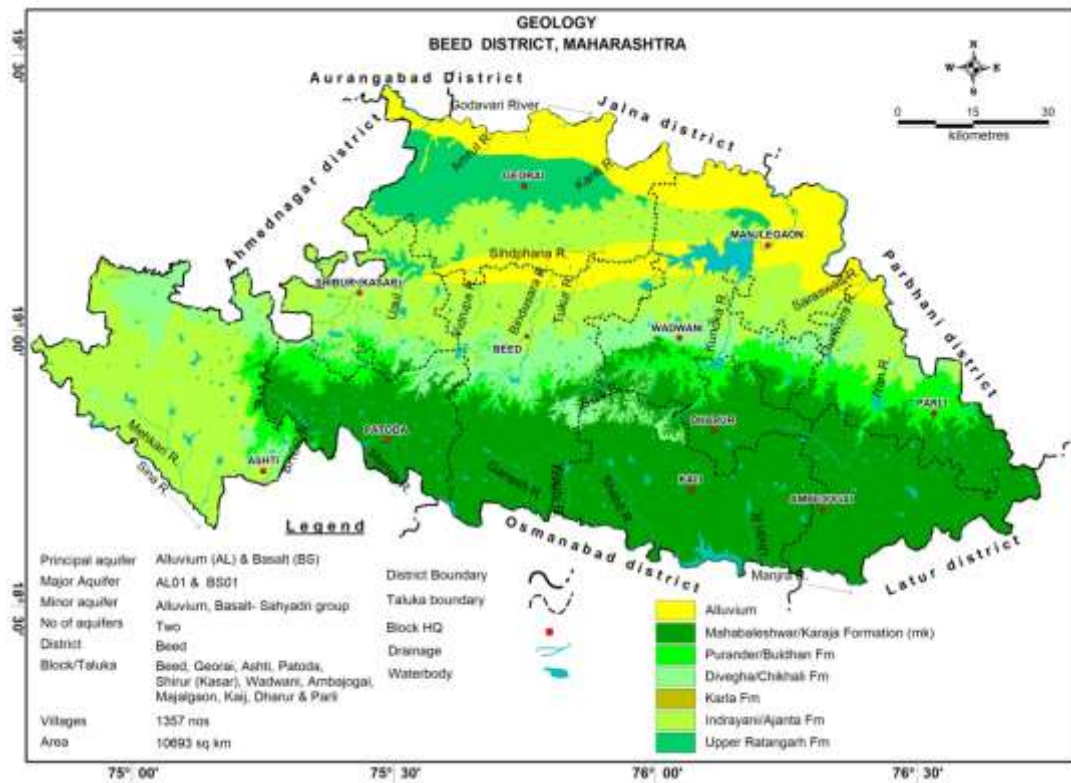 GEOLOGY
BEED DISTRICT, MAHARASHTRA
19° 30'
N
W E
S
Aurangabad District
Godavari River
Jalna district
0 15 30
kilometres
Ahmednagar district
GEORAI
MANJLEGAON
Sindphana R.
Parbhani district
Saraswati R.
SHIRUR (KASAR)
19° 00'
WADWANI
BEED
Bindusara R.
Kundlika R.
PARLI
DHARUR
PATODA
Mehkari R.
Sina R.
ASHTI
KAIJ
AMBEJOGAI
Osmanabad district
Manjra R.
Latur district
18° 30'
Legend
Principal aquifer Alluvium (AL) & Basalt (BS)
Major Aquifer AL01 & BS01
Minor aquifer Alluvium, Basalt- Sahyadri group
No of aquifers Two
District Beed
Block/Taluka Beed, Georai, Ashti, Patoda,
Shirur (Kasar), Wadwani, Ambajogai,
Majalgaon, Kaij, Dharur & Parli
Villages 1357 nos
Area 10693 sq km
District Boundary
Taluka boundary
Block HQ
Drainage
Waterbody
Alluvium
Mahabaleshwar/Karaja Formation (mk)
Purander/Buldhan Fm
Divegha/Chikhali Fm
Karla Fm
Indrayani/Ajanta Fm
Upper Ratangarh Fm
75° 00' 75° 30' 76° 00' 76° 30'